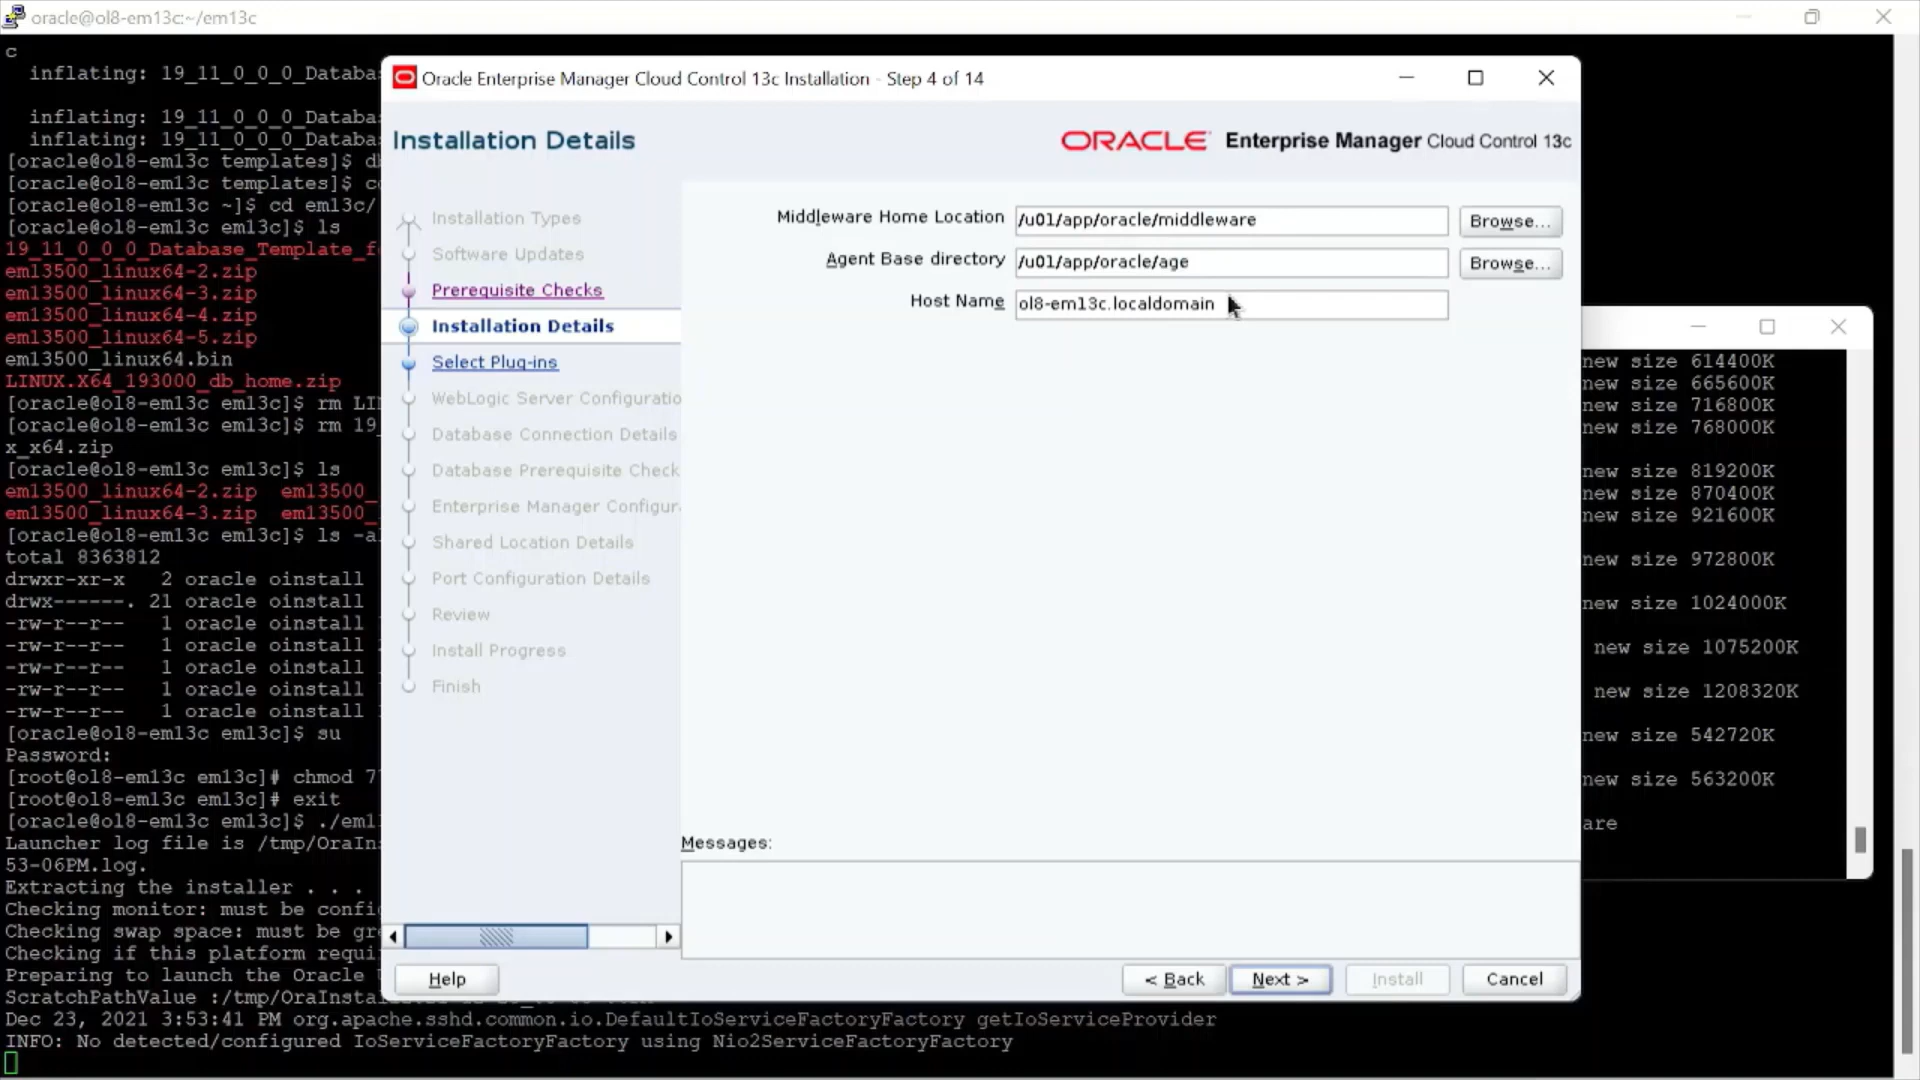 oracle@ol8-em13c:~/em13c
c
inflating: 19_11_0_0_0_Databa
inflating: 19_11_0_0_0_Databa
inflating: 19_11_0_0_0_Databa
[oracle@ol8-em13c templates]$ d
[oracle@ol8-em13c templates]$ c
[oracle@ol8-em13c ~]$ cd em13c/
[oracle@ol8-em13c em13c]$ ls
19_11_0_0_0_Database_Template_f
em13500_linux64-2.zip
em13500_linux64-3.zip
em13500_linux64-4.zip
em13500_linux64-5.zip
em13500_linux64.bin
LINUX.X64_193000_db_home.zip
[oracle@ol8-em13c em13c]$ rm LI
[oracle@ol8-em13c em13c]$ rm 19_
x_x64.zip
[oracle@ol8-em13c em13c]$ ls
em13500_linux64-2.zip em13500_
em13500_linux64-3.zip em13500_
[oracle@ol8-em13c em13c]$ ls -a
total 8363812
drwxr-xr-x 2 oracle oinstall
drwx------. 21 oracle oinstall
-rw-r--r-- 1 oracle oinstall
-rw-r--r-- 1 oracle oinstall
-rw-r--r-- 1 oracle oinstall
-rw-r--r-- 1 oracle oinstall
-rw-r--r-- 1 oracle oinstall
[oracle@ol8-em13c em13c]$ su
Password:
[root@ol8-em13c em13c]# chmod 7
[root@ol8-em13c em13c]# exit
[oracle@ol8-em13c em13c]$ ./em1
Launcher log file is /tmp/OraIn
53-06PM.log.
Extracting the installer . . .
Checking monitor: must be confi
Checking swap space: must be gr
Checking if this platform requi
Preparing to launch the Oracle
ScratchPathValue :/tmp/OraInsta
Dec 23, 2021 3:53:41 PM org.apache.sshd.common.io.DefaultIoServiceFactoryFactory getIoServiceProvider
INFO: No detected/configured IoServiceFactoryFactory using Nio2ServiceFactoryFactory
Oracle Enterprise Manager Cloud Control 13c Installation - Step 4 of 14
Installation Details
ORACLE Enterprise Manager Cloud Control 13c
Installation Types
Software Updates
Prerequisite Checks
Installation Details
Select Plug-ins
WebLogic Server Configuratio
Database Connection Details
Database Prerequisite Check
Enterprise Manager Configur
Shared Location Details
Port Configuration Details
Review
Install Progress
Finish
Middleware Home Location /u01/app/oracle/middleware Browse...
Agent Base directory /u01/app/oracle/age Browse...
Host Name ol8-em13c.localdomain
Messages:
Help
< Back
Next >
Install
Cancel
new size 614400K
new size 665600K
new size 716800K
new size 768000K
new size 819200K
new size 870400K
new size 921600K
new size 972800K
new size 1024000K
new size 1075200K
new size 1208320K
new size 542720K
new size 563200K
are